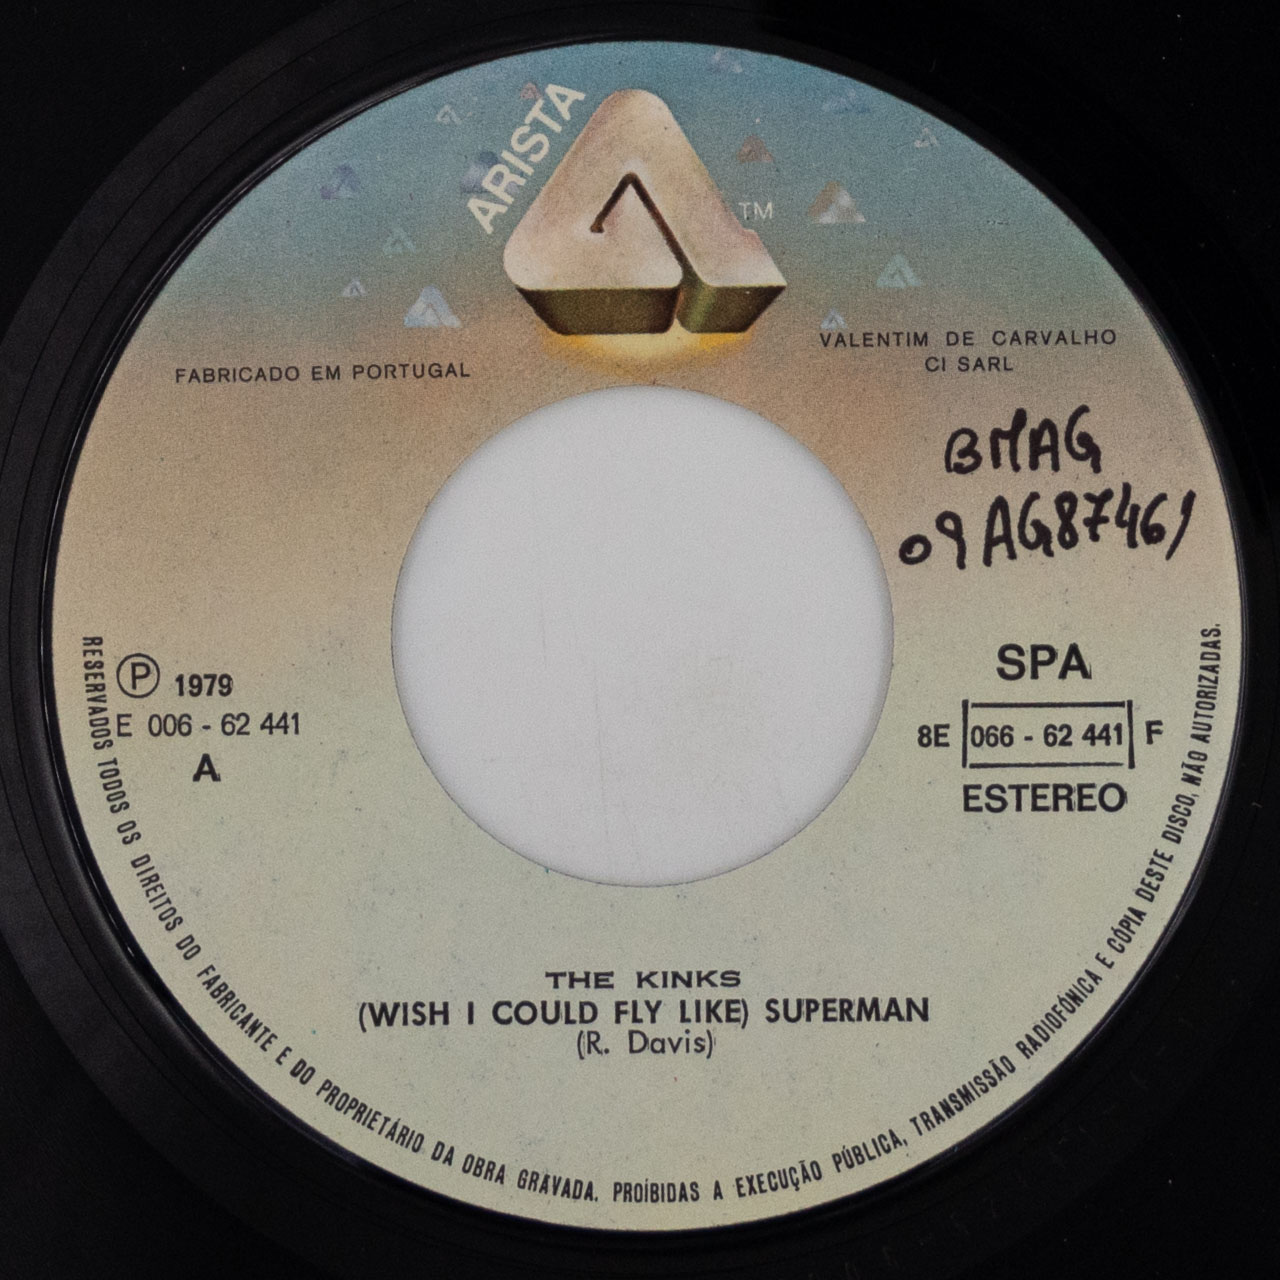 ARISTA
TM
FABRICADO EM PORTUGAL
VALENTIM DE CARVALHO
CI SARL
BMAG
09AG87461
Ⓟ 1979
E 006 - 62 441
A
SPA
8E 066 - 62 441 F
ESTEREO
THE KINKS
(WISH I COULD FLY LIKE) SUPERMAN
(R. Davis)
RESERVADOS TODOS OS DIREITOS DO FABRICANTE E DO PROPRIETÁRIO DA OBRA GRAVADA. PROÍBIDAS A EXECUÇÃO PÚBLICA, TRANSMISSÃO RADIOFÓNICA E CÓPIA DESTE DISCO, NÃO AUTORIZADAS.